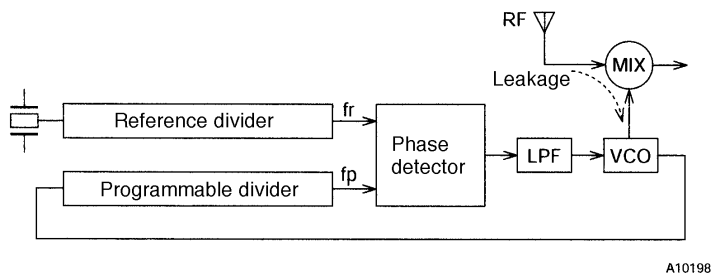 RF
MIX
Leakage
Reference divider
fr
Phase
detector
LPF
VCO
Programmable divider
fp
A10198